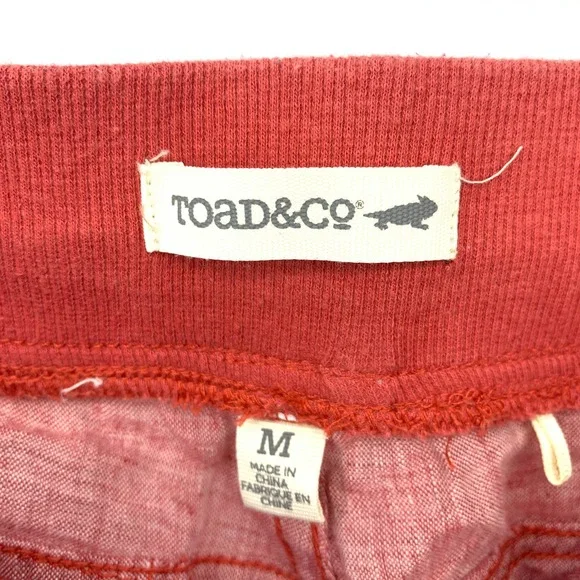 TOAD&CO®
M
MADE IN
CHINA
FABRIQUE EN
CHINE